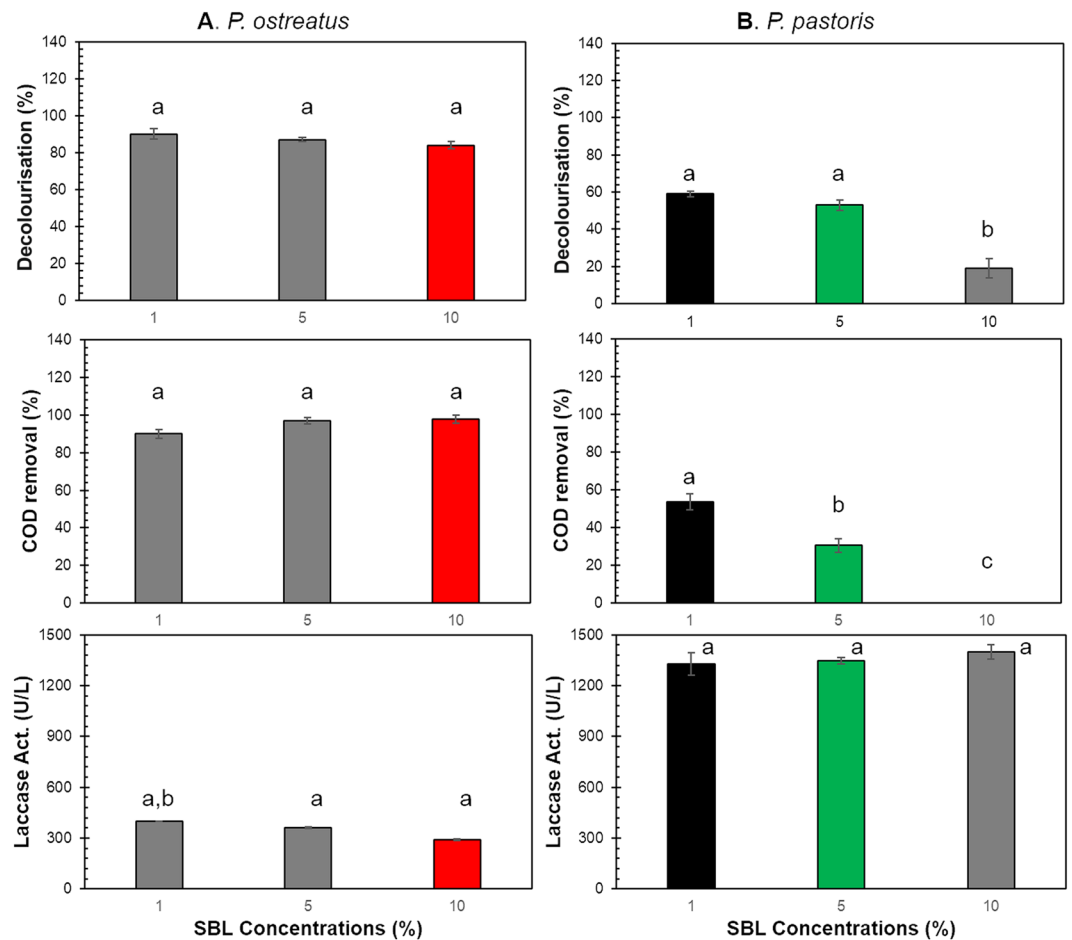 A. P. ostreatus
B. P. pastoris
Decolourisation (%)
140
120
100
80
60
40
20
0
a
a
a
1
5
10
Decolourisation (%)
140
120
100
80
60
40
20
0
a
a
b
1
5
10
COD removal (%)
140
120
100
80
60
40
20
0
a
a
a
1
5
10
COD removal (%)
140
120
100
80
60
40
20
0
a
b
c
1
5
10
Laccase Act. (U/L)
1500
1200
900
600
300
0
a,b
a
a
1
5
10
SBL Concentrations (%)
Laccase Act. (U/L)
1500
1200
900
600
300
0
a
a
a
1
5
10
SBL Concentrations (%)